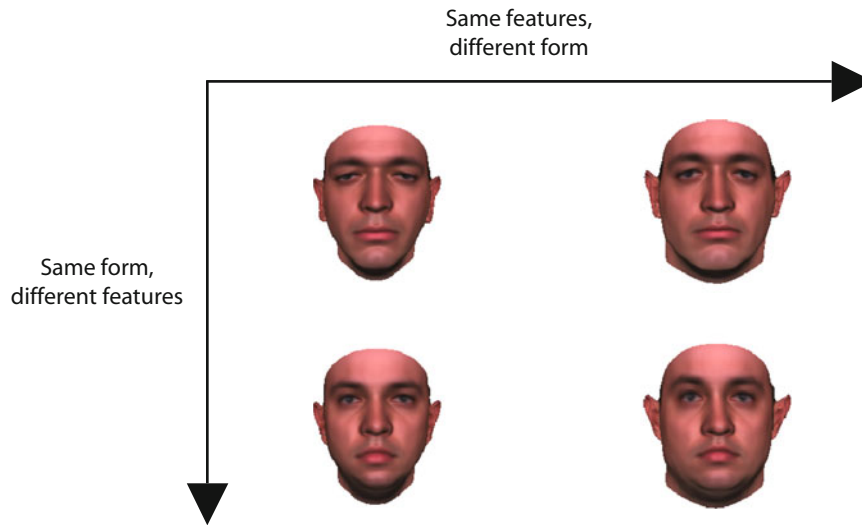 Same features,
different form
Same form,
different features